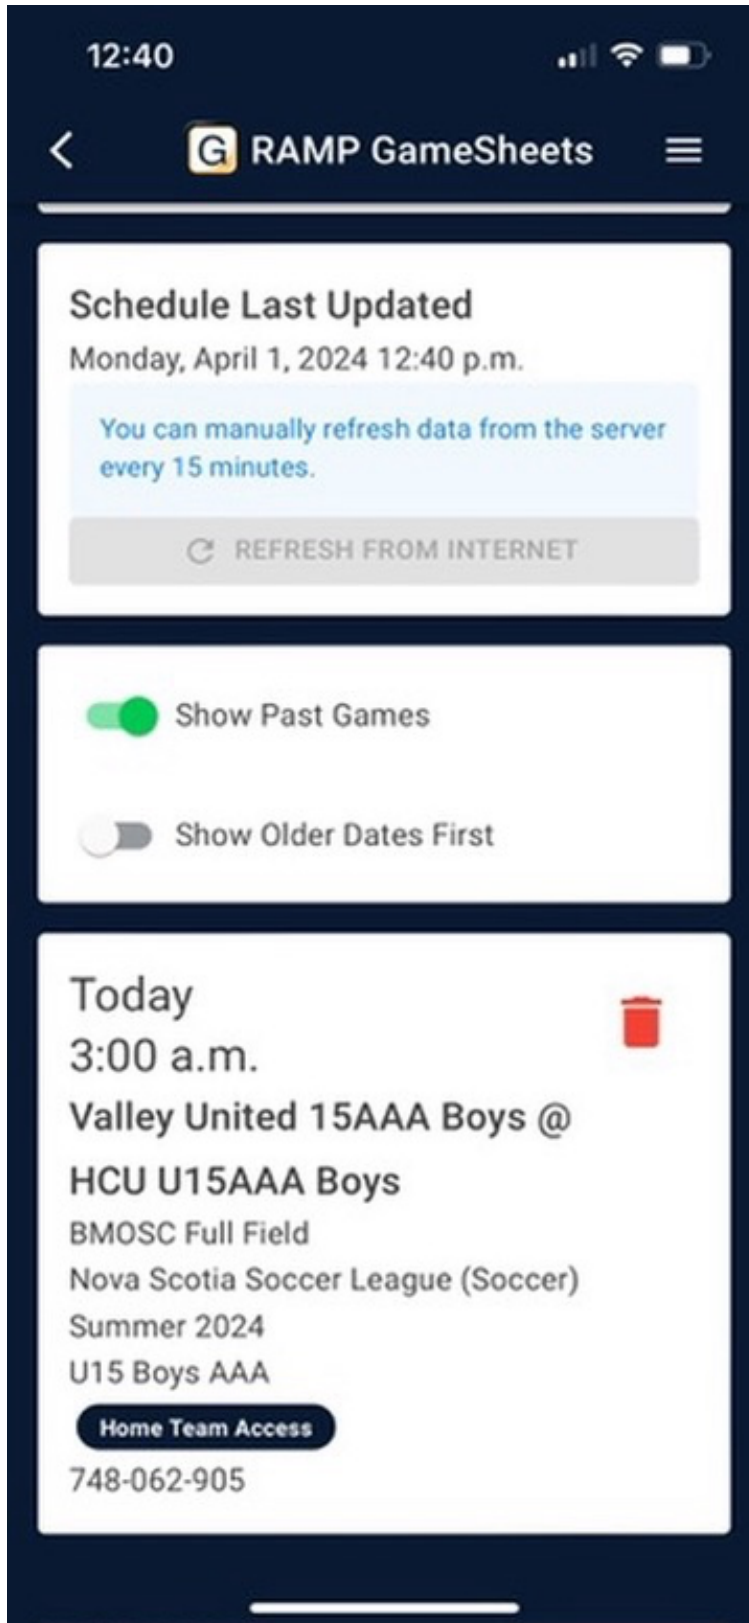 12:40
G RAMP GameSheets
Schedule Last Updated
Monday, April 1, 2024 12:40 p.m.
You can manually refresh data from the server
every 15 minutes.
REFRESH FROM INTERNET
Show Past Games
Show Older Dates First
Today
3:00 a.m.
Valley United 15AAA Boys @
HCU U15AAA Boys
BMOSC Full Field
Nova Scotia Soccer League (Soccer)
Summer 2024
U15 Boys AAA
Home Team Access
748-062-905